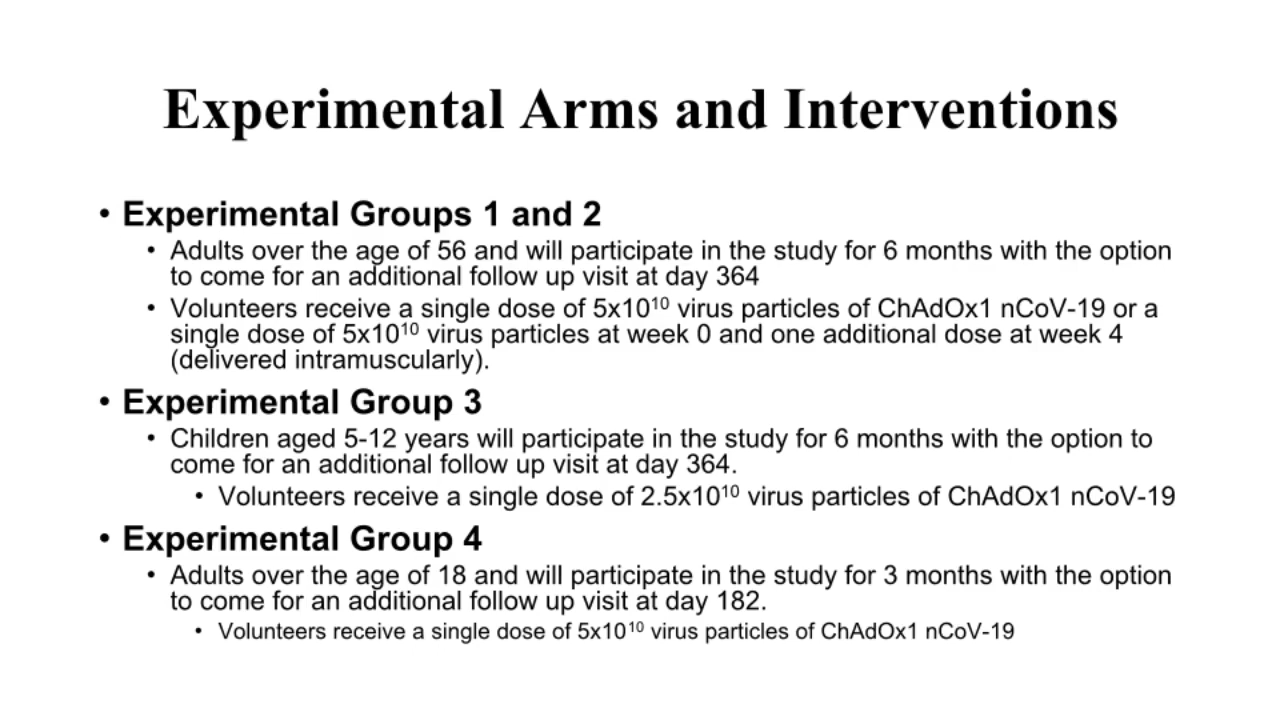 Experimental Arms and Interventions
• Experimental Groups 1 and 2
• Adults over the age of 56 and will participate in the study for 6 months with the option
to come for an additional follow up visit at day 364
• Volunteers receive a single dose of 5x10¹⁰ virus particles of ChAdOx1 nCoV-19 or a
single dose of 5x10¹⁰ virus particles at week 0 and one additional dose at week 4
(delivered intramuscularly).
• Experimental Group 3
• Children aged 5-12 years will participate in the study for 6 months with the option to
come for an additional follow up visit at day 364.
• Volunteers receive a single dose of 2.5x10¹⁰ virus particles of ChAdOx1 nCoV-19
• Experimental Group 4
• Adults over the age of 18 and will participate in the study for 3 months with the option
to come for an additional follow up visit at day 182.
• Volunteers receive a single dose of 5x10¹⁰ virus particles of ChAdOx1 nCoV-19